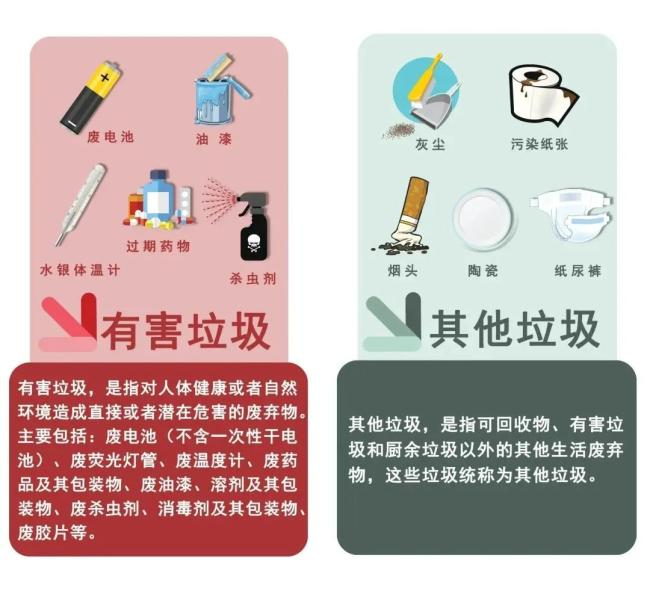 废电池
油漆
水银体温计
过期药物
杀虫剂
有害垃圾
有害垃圾，是指对人体健康或者自然
环境造成直接或者潜在危害的废弃物。
主要包括：废电池（不含一次性干电
池）、废荧光灯管、废温度计、废药
品及其包装物、废油漆、溶剂及其包
装物、废杀虫剂、消毒剂及其包装物、
废胶片等。
灰尘
污染纸张
烟头
陶瓷
纸尿裤
其他垃圾
其他垃圾，是指可回收物、有害垃
圾和厨余垃圾以外的其他生活废弃
物，这些垃圾统称为其他垃圾。